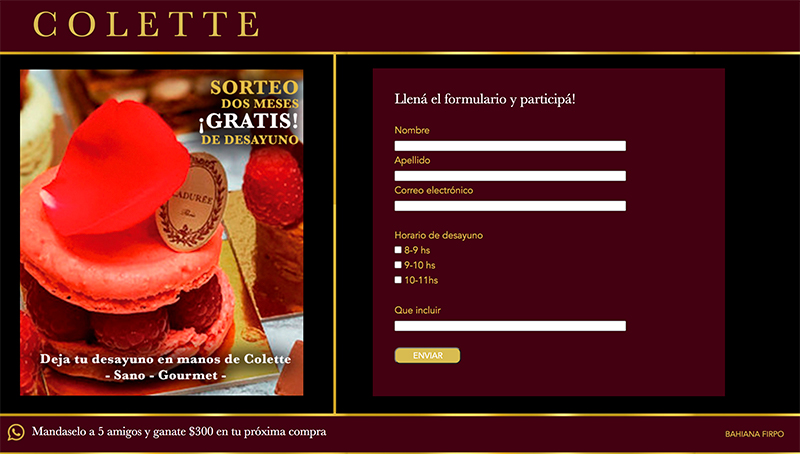 COLETTE
SORTEO
DOS MESES
¡GRATIS!
DE DESAYUNO
LADURÉE
Paris
Deja tu desayuno en manos de Colette
- Sano - Gourmet -
Llená el formulario y participá!
Nombre
Apellido
Correo electrónico
Horario de desayuno
8-9 hs
9-10 hs
10-11hs
Que incluir
ENVIAR
Mandaselo a 5 amigos y ganate $300 en tu próxima compra
BAHIANA FIRPO